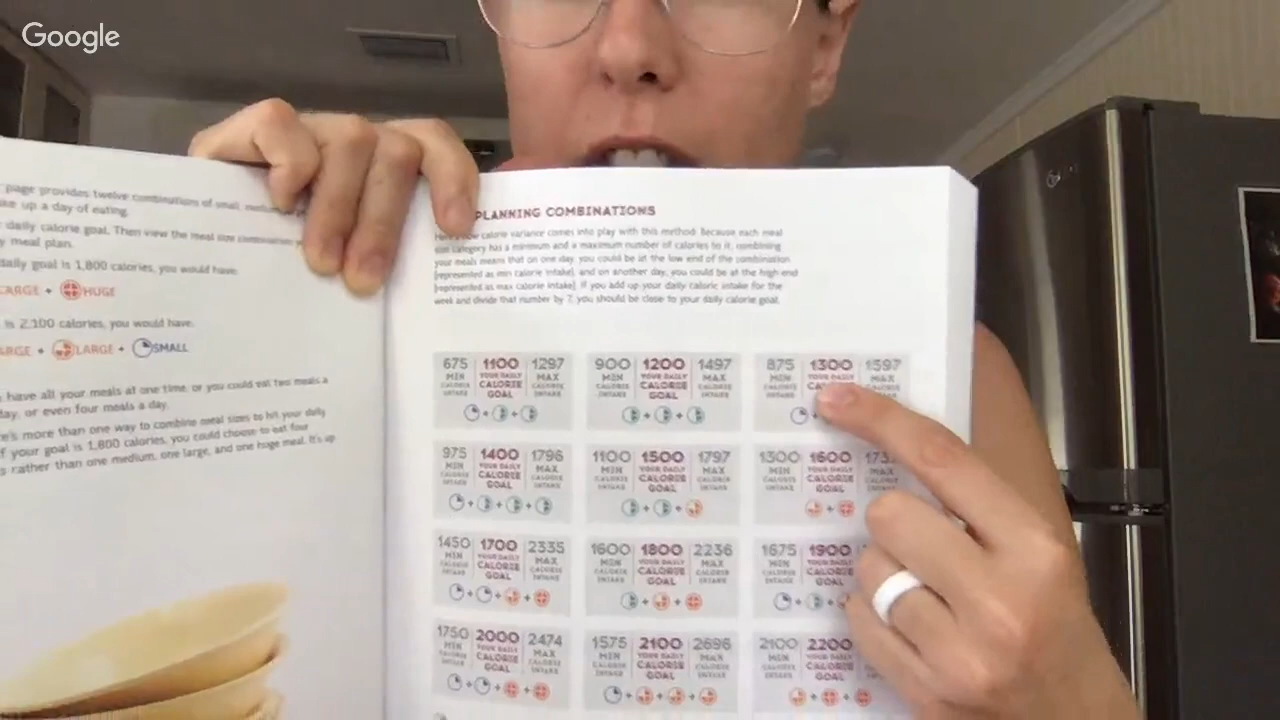 Google
page provides twelve combinations of small, medium
ke up a day of eating.
daily calorie goal. Then view the meal size combination
y meal plan.
daily goal is 1,800 calories, you would have:
LARGE + HUGE
is 2,100 calories, you would have:
ARGE + LARGE + SMALL
have all your meals at one time, or you could eat two meals a
day, or even four meals a day.
e's more than one way to combine meal sizes to hit your daily
f your goal is 1,800 calories, you could choose to eat four
s rather than one medium, one large, and one huge meal. It's up
PLANNING COMBINATIONS
Here's how calorie variance comes into play with this method: Because each meal
size category has a minimum and a maximum number of calories to it, combining
your meals means that on one day, you could be at the low end of the combination
(represented as min calorie intake), and on another day, you could be at the high end
(represented as max calorie intake). If you add up your daily calorie intake for the
week and divide that number by 7, you should be close to your daily calorie goal.
675 MIN CALORIE INTAKE 1100 YOUR DAILY CALORIE GOAL 1297 MAX CALORIE INTAKE
900 MIN CALORIE INTAKE 1200 YOUR DAILY CALORIE GOAL 1497 MAX CALORIE INTAKE
875 MIN CALORIE INTAKE 1300 YOUR DAILY 1597 MAX
975 MIN CALORIE INTAKE 1400 YOUR DAILY CALORIE GOAL 1796 MAX CALORIE INTAKE
1100 MIN CALORIE INTAKE 1500 YOUR DAILY CALORIE GOAL 1797 MAX CALORIE INTAKE
1300 MIN CALORIE INTAKE 1600 YOUR DAILY CALORIE GOAL
1450 MIN CALORIE INTAKE 1700 YOUR DAILY CALORIE GOAL 2335 MAX CALORIE INTAKE
1600 MIN CALORIE INTAKE 1800 YOUR DAILY CALORIE GOAL 2236 MAX CALORIE INTAKE
1675 MIN CALORIE INTAKE 1900 YOUR DAILY CALORIE GOAL
1750 MIN CALORIE INTAKE 2000 YOUR DAILY CALORIE GOAL 2474 MAX CALORIE INTAKE
1575 MIN CALORIE INTAKE 2100 YOUR DAILY CALORIE GOAL 2696 MAX CALORIE INTAKE
2100 MIN CALORIE INTAKE 2200 YOUR DAILY CALORIE GOAL